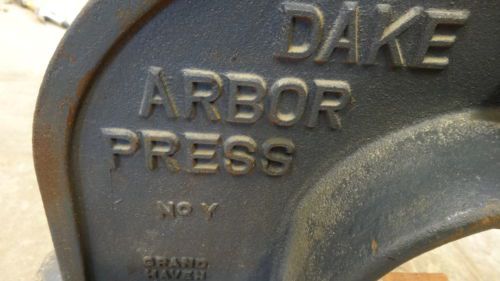 DAKE
ARBOR
PRESS
No Y
GRAND
HAVEN